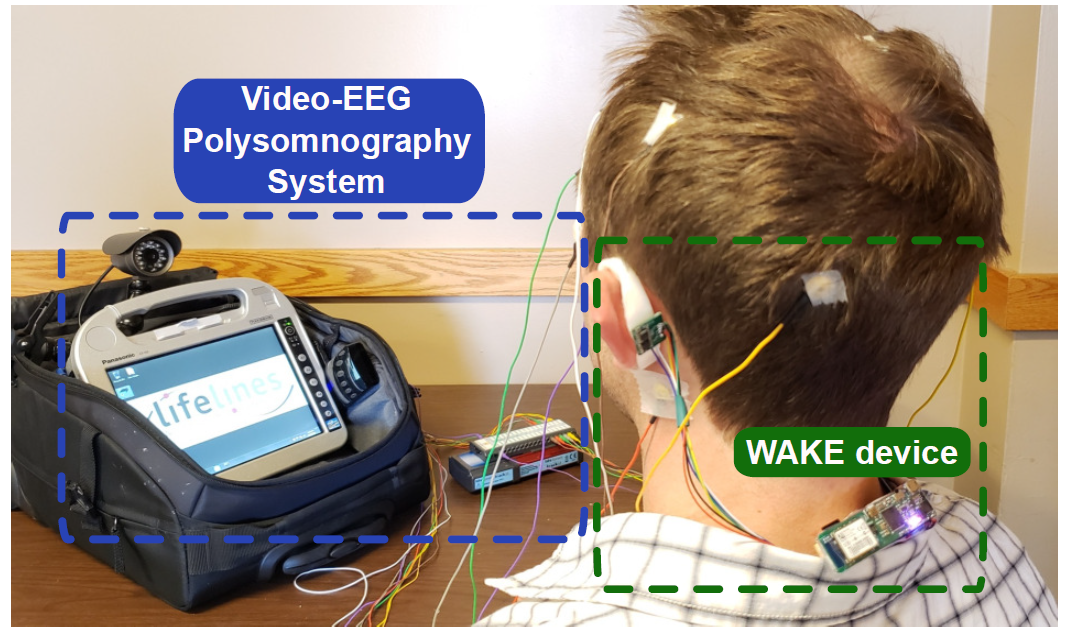 Video-EEG
Polysomnography
System
Panasonic
lifelines
WAKE device